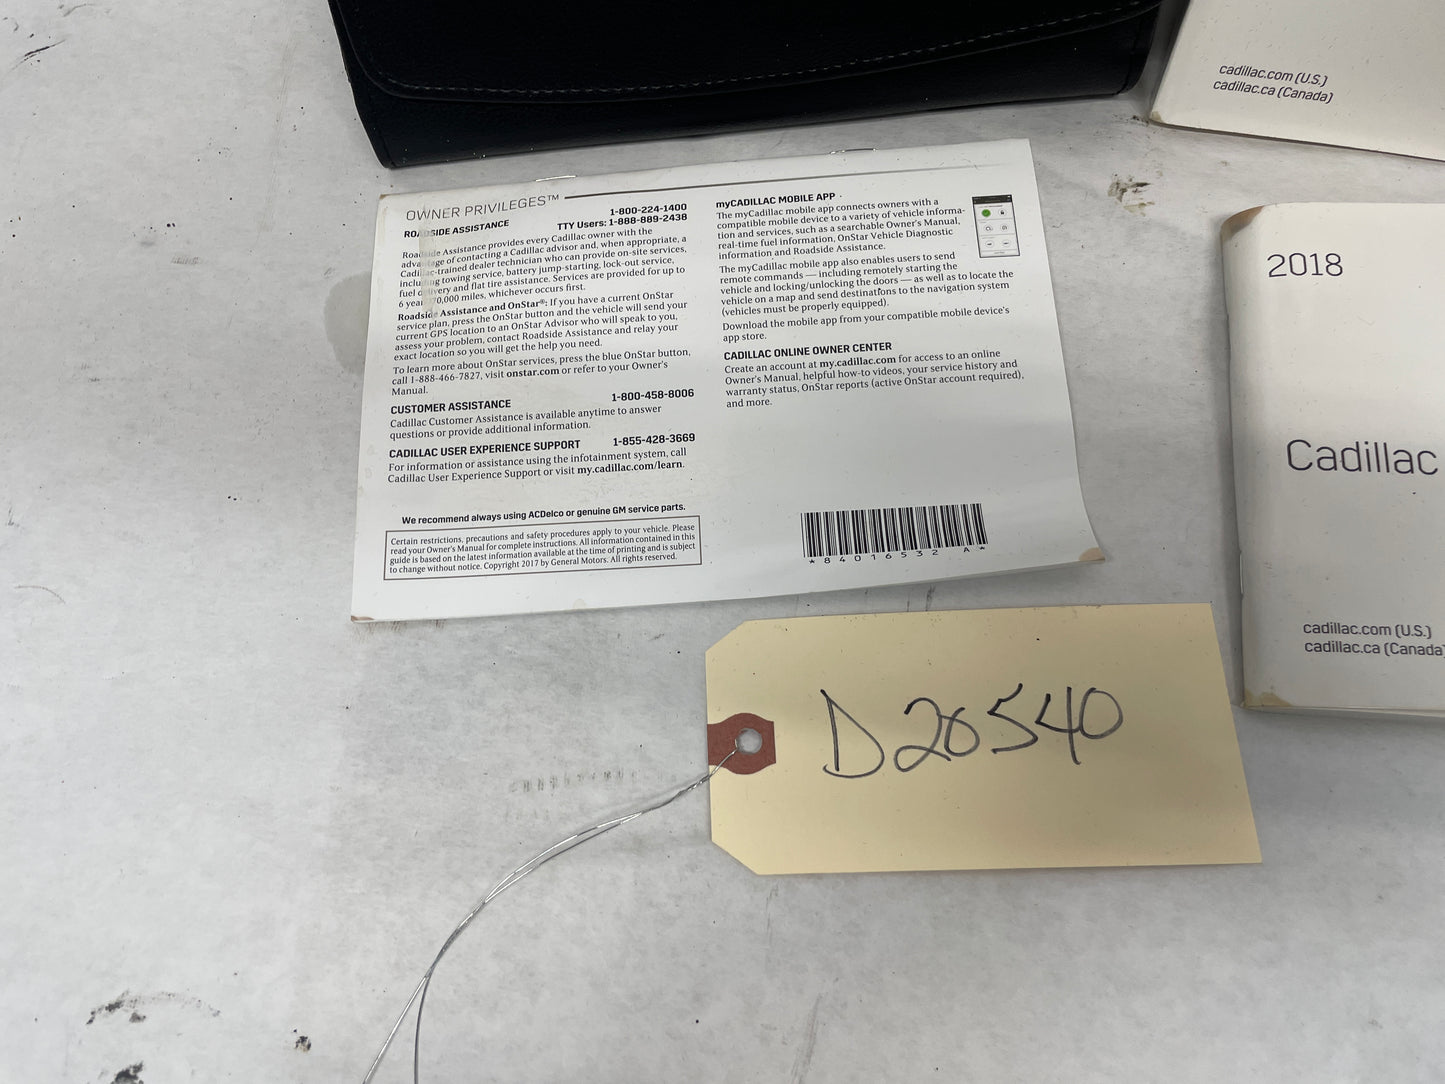 cadillac.com (U.S.)
cadillac.ca (Canada)
OWNER PRIVILEGES™
ROADSIDE ASSISTANCE
1-800-224-1400
TTY Users: 1-888-889-2438
Roadside Assistance provides every Cadillac owner with the
advantage of contacting a Cadillac advisor and, when appropriate, a
Cadillac-trained dealer technician who can provide on-site services,
including towing service, battery jump-starting, lock-out service,
fuel delivery and flat tire assistance. Services are provided for up to
6 years/70,000 miles, whichever occurs first.
Roadside Assistance and OnStar®: If you have a current OnStar
service plan, press the OnStar button and the vehicle will send your
current GPS location to an OnStar Advisor who will speak to you,
assess your problem, contact Roadside Assistance and relay your
exact location so you will get the help you need.
To learn more about OnStar services, press the blue OnStar button,
call 1-888-466-7827, visit onstar.com or refer to your Owner's
Manual.
CUSTOMER ASSISTANCE 1-800-458-8006
Cadillac Customer Assistance is available anytime to answer
questions or provide additional information.
CADILLAC USER EXPERIENCE SUPPORT 1-855-428-3669
For information or assistance using the infotainment system, call
Cadillac User Experience Support or visit my.cadillac.com/learn.
We recommend always using ACDelco or genuine GM service parts.
Certain restrictions, precautions and safety procedures apply to your vehicle. Please
read your Owner's Manual for complete instructions. All information contained in this
guide is based on the latest information available at the time of printing and is subject
to change without notice. Copyright 2017 by General Motors. All rights reserved.
myCADILLAC MOBILE APP
The myCadillac mobile app connects owners with a
compatible mobile device to a variety of vehicle informa-
tion and services, such as a searchable Owner's Manual,
real-time fuel information, OnStar Vehicle Diagnostic
information and Roadside Assistance.
The myCadillac mobile app also enables users to send
remote commands — including remotely starting the
vehicle and locking/unlocking the doors — as well as to locate the
vehicle on a map and send destinations to the navigation system
(vehicles must be properly equipped).
Download the mobile app from your compatible mobile device's
app store.
CADILLAC ONLINE OWNER CENTER
Create an account at my.cadillac.com for access to an online
Owner's Manual, helpful how-to videos, your service history and
warranty status, OnStar reports (active OnStar account required),
and more.
*84016532 A*
2018
Cadillac
cadillac.com (U.S.)
cadillac.ca (Canada)
D20540